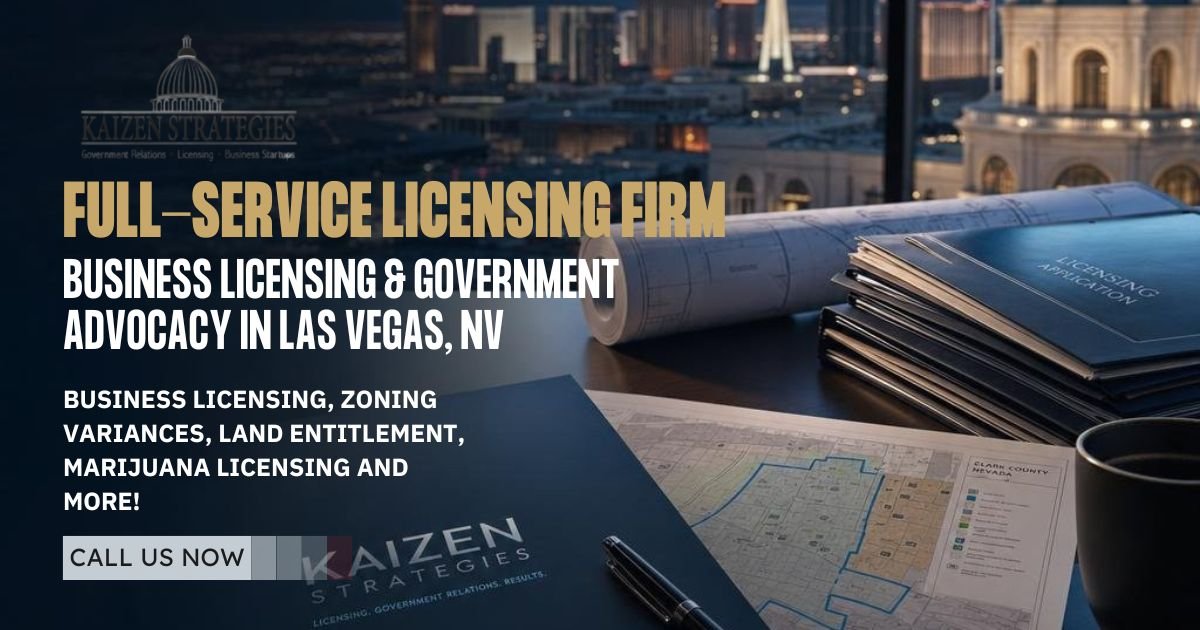 KAIZEN STRATEGIES
Government Relations · Licensing · Business Startups
FULL-SERVICE LICENSING FIRM
BUSINESS LICENSING & GOVERNMENT
ADVOCACY IN LAS VEGAS, NV
BUSINESS LICENSING, ZONING
VARIANCES, LAND ENTITLEMENT,
MARIJUANA LICENSING AND
MORE!
CALL US NOW
KAIZEN
STRATEGIES
LICENSING. GOVERNMENT RELATIONS. RESULTS.
LICENSING
APPLICATION
CLARK COUNTY
NEVADA